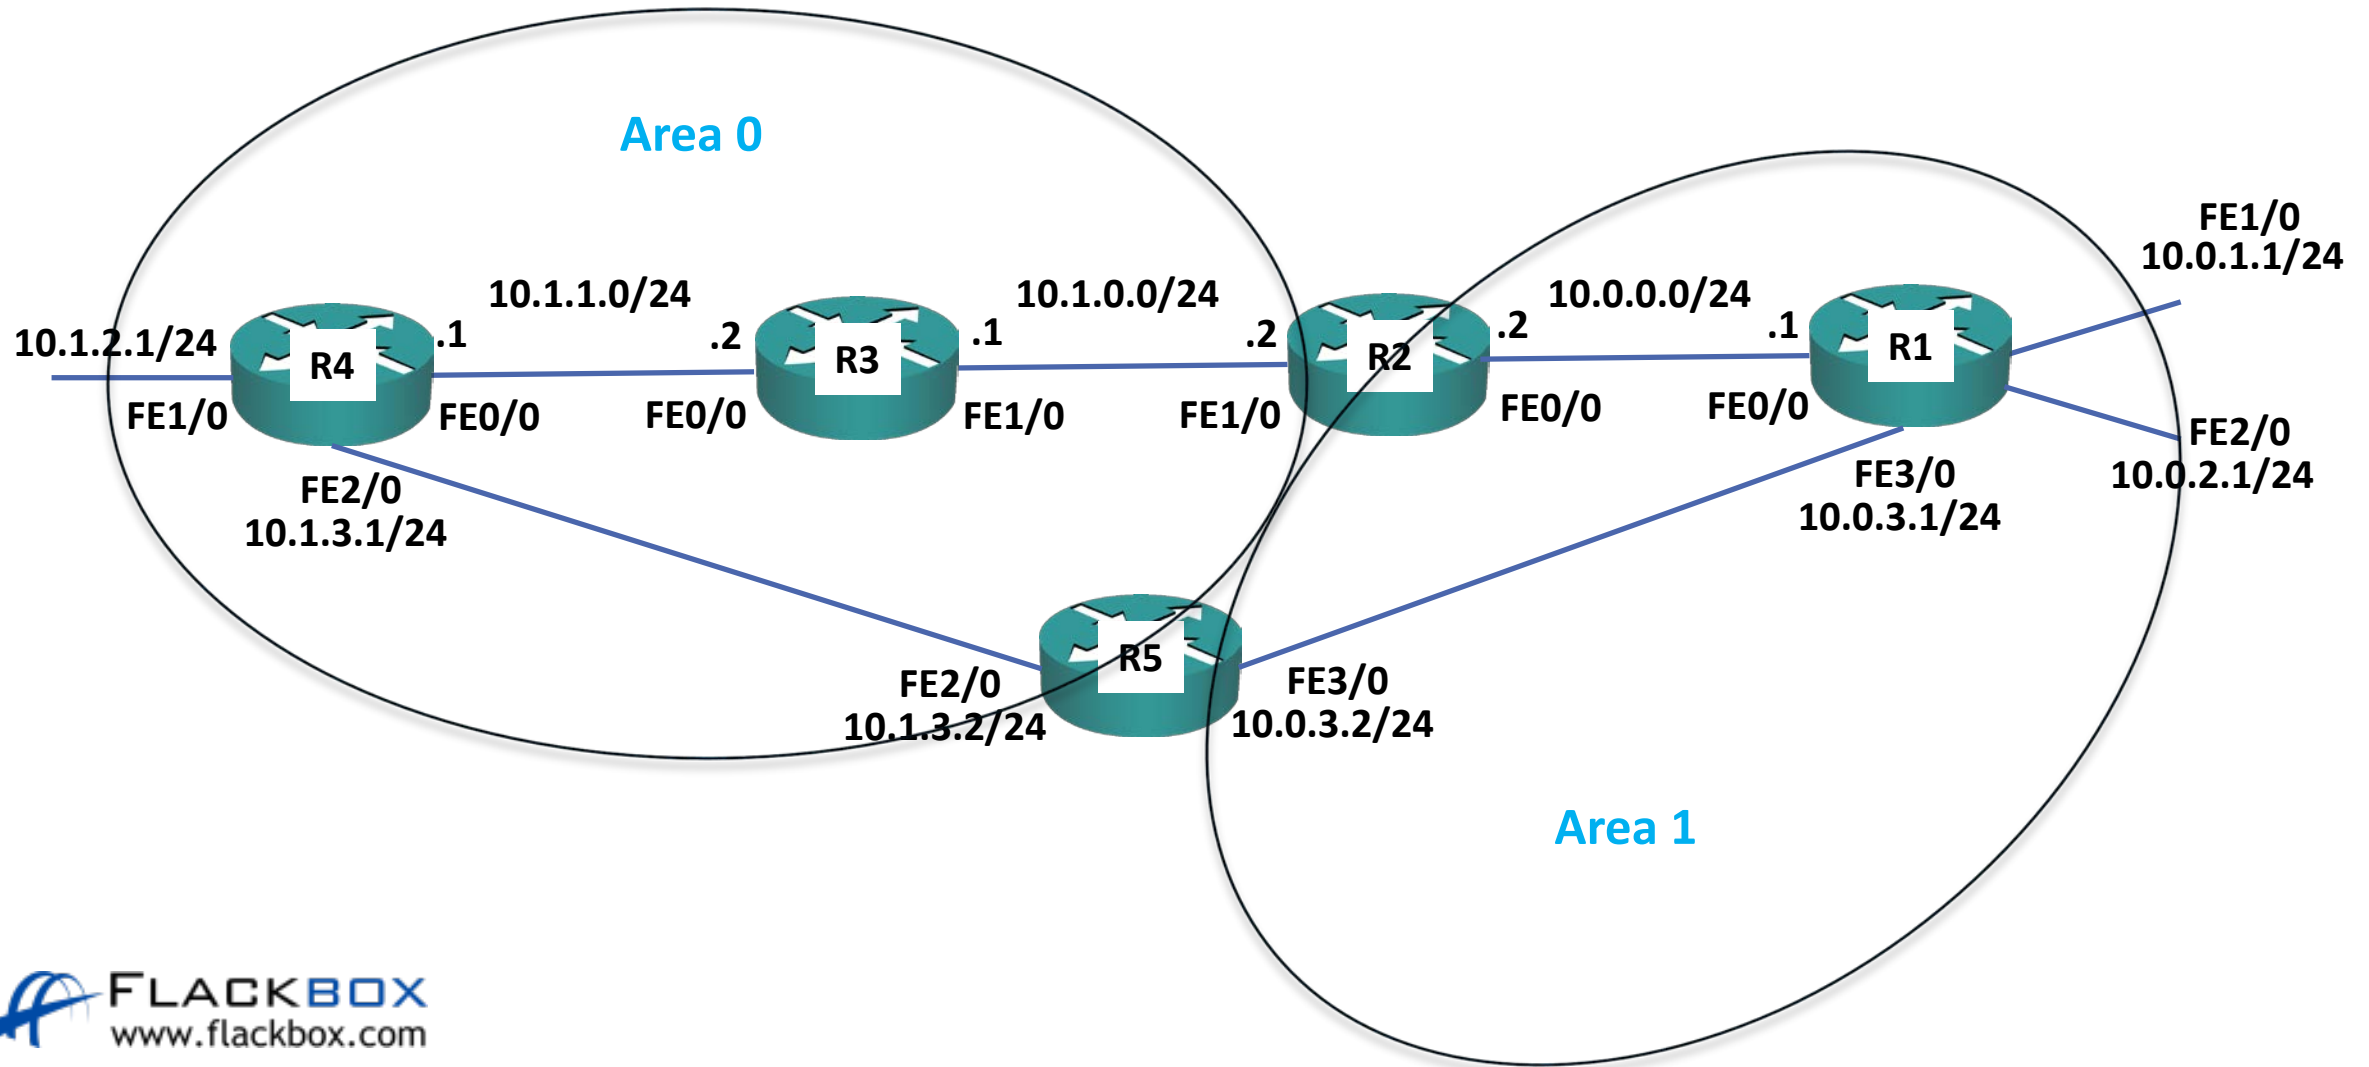 Area 0
FE1/0
10.0.1.1/24
10.1.1.0/24
10.1.0.0/24
10.0.0.0/24
10.1.2.1/24
R4
.1
.2
R3
.1
.2
R2
.2
.1
R1
FE1/0
FE0/0
FE0/0
FE1/0
FE1/0
FE0/0
FE0/0
FE2/0
10.0.2.1/24
FE2/0
10.1.3.1/24
FE3/0
10.0.3.1/24
R5
FE2/0
10.1.3.2/24
FE3/0
10.0.3.2/24
Area 1
FLACKBOX
www.flackbox.com